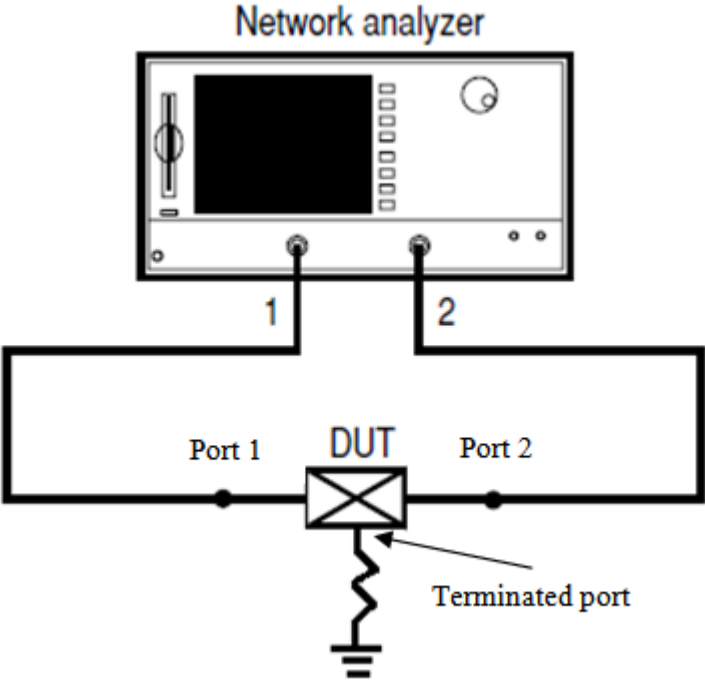 Network analyzer
1
2
Port 1
DUT
Port 2
Terminated port